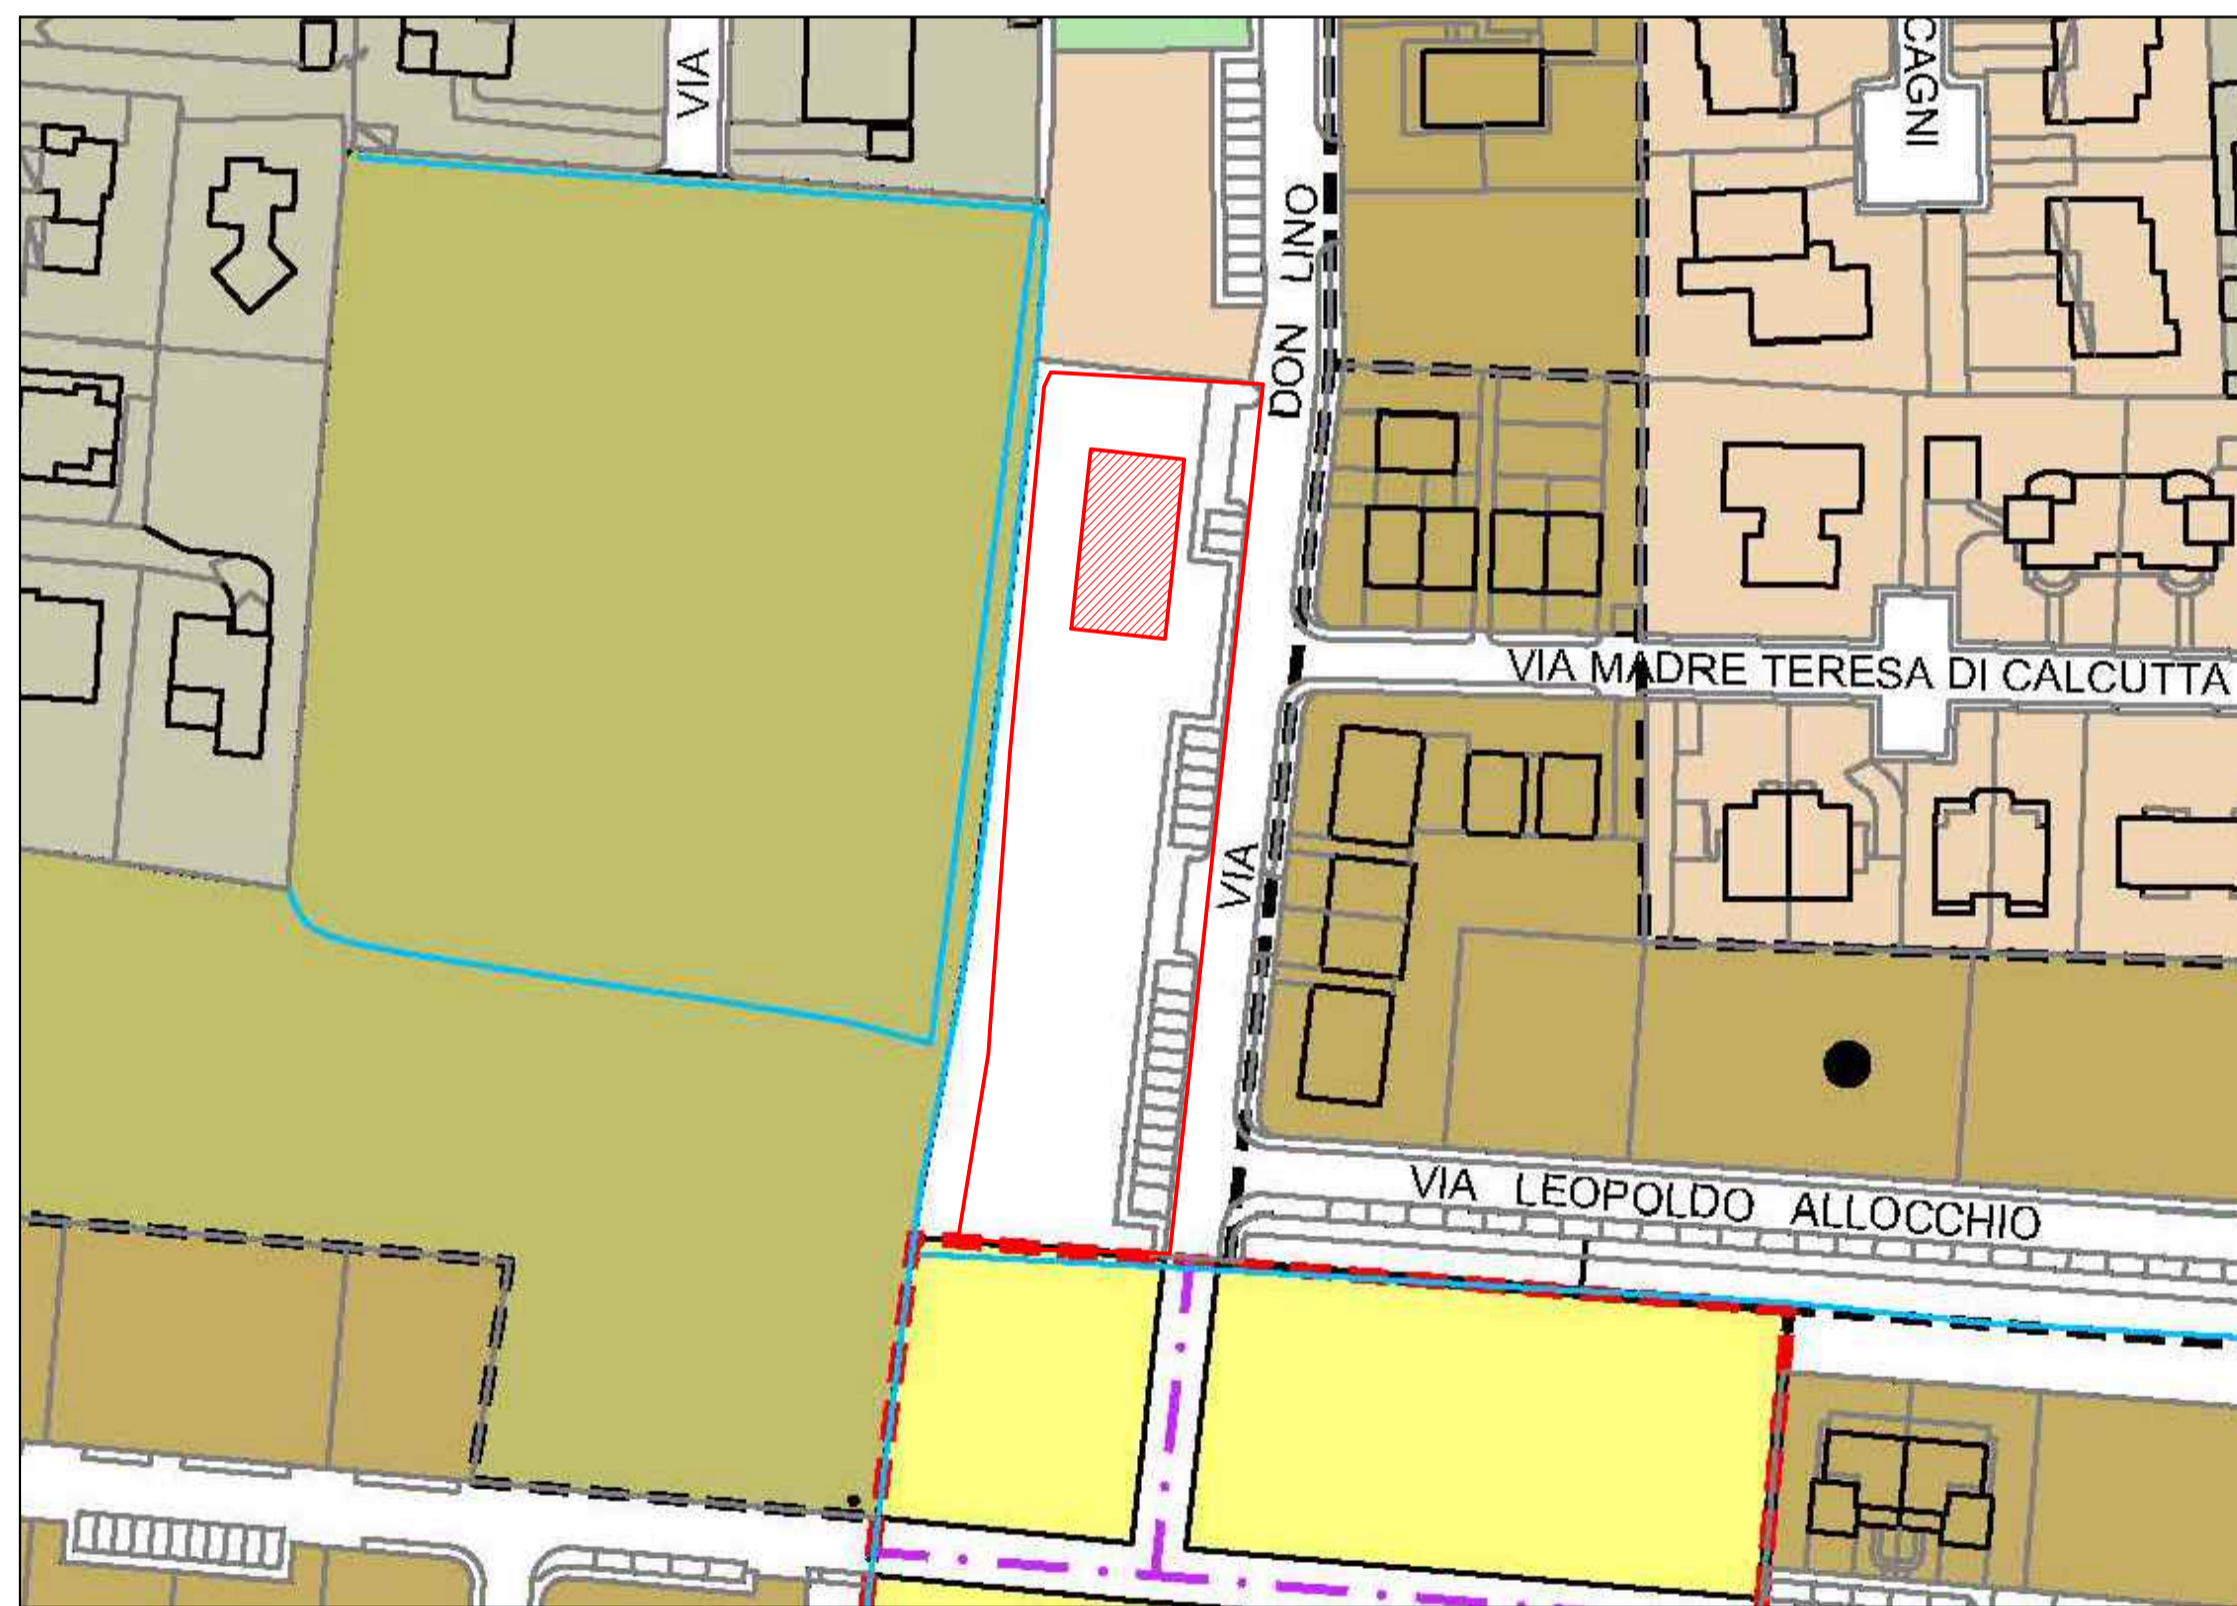 VIA
CAGNI
VIA DON LINO
VIA MADRE TERESA DI CALCUTTA
VIA LEOPOLDO ALLOCCHIO